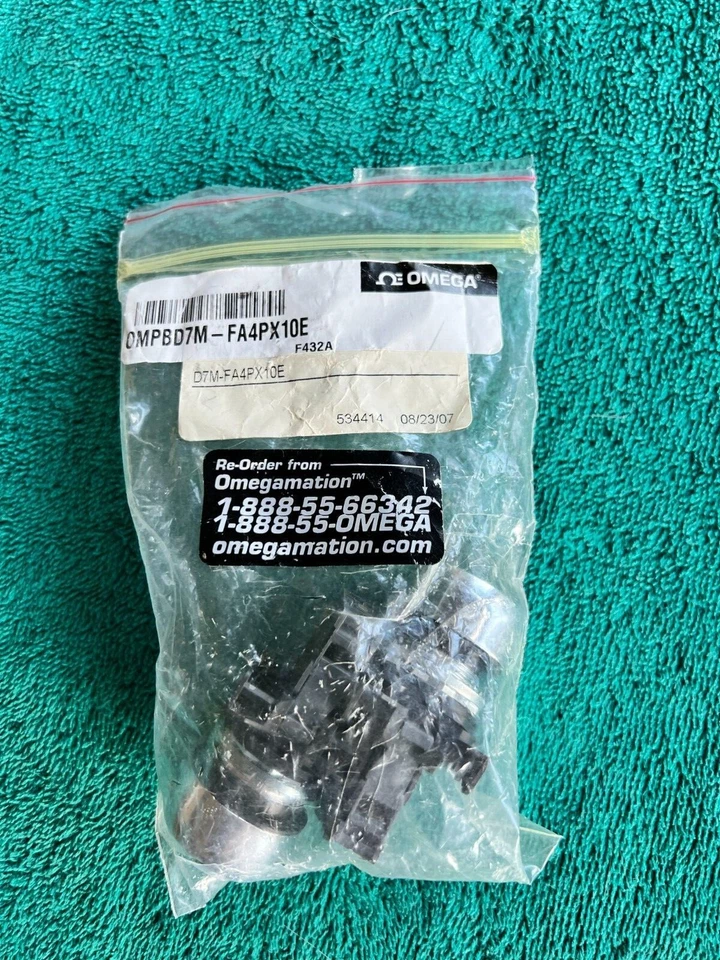 OMEGA®
OMPBD7M-FA4PX10E
F432A
D7M-FA4PX10E
534414 08/23/07
Re-Order from
Omegamation™
1-888-55-66342
1-888-55-OMEGA
omegamation.com